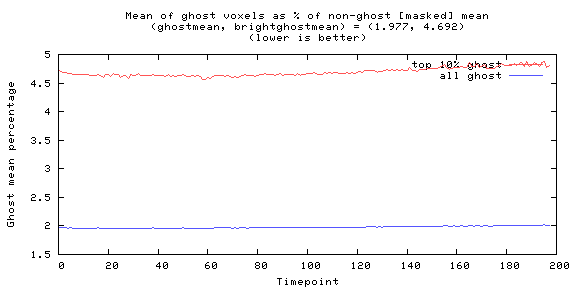 Mean of ghost voxels as % of non-ghost [masked] mean
(ghostmean, brightghostmean) = (1.977, 4.692)
(lower is better)
5
4.5
4
3.5
3
2.5
2
1.5
Ghost mean percentage
top 10% ghost
all ghost
0 20 40 60 80 100 120 140 160 180 200
Timepoint